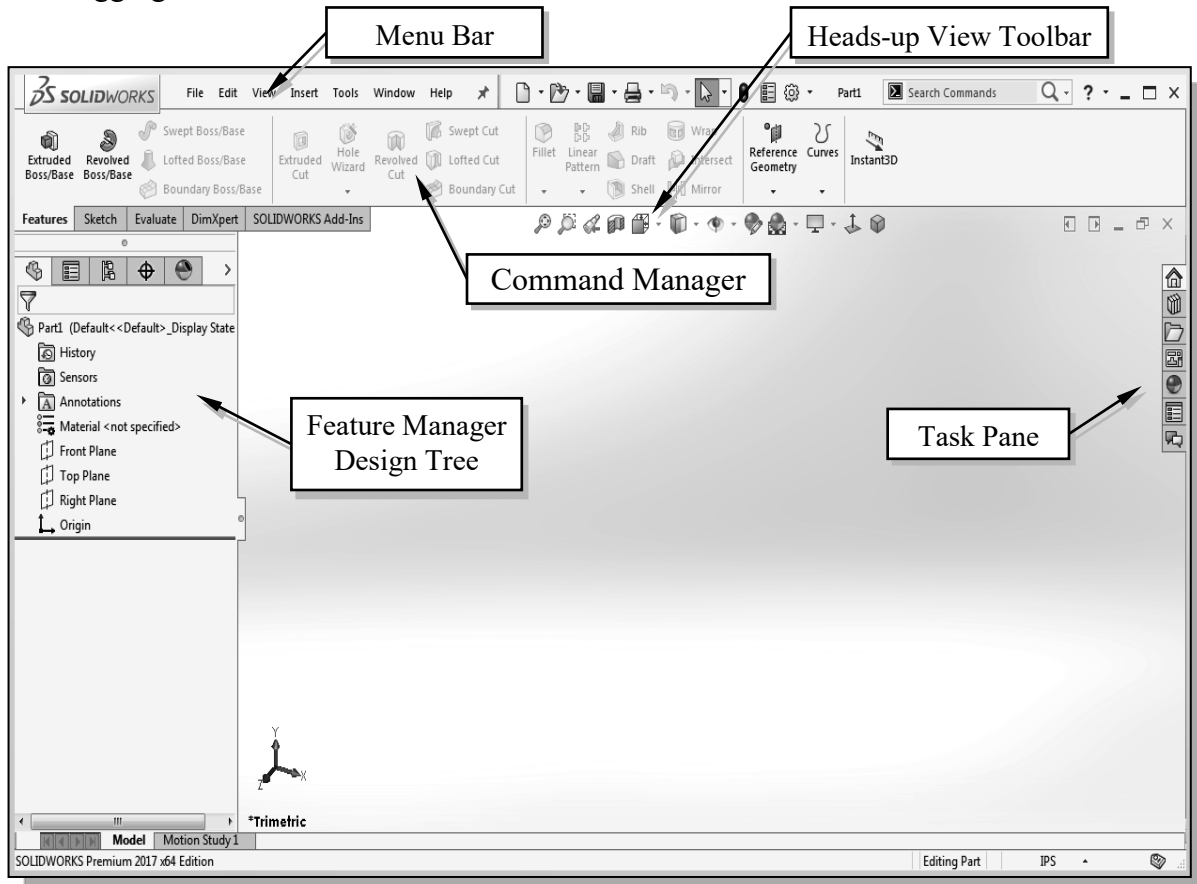 Menu Bar
Heads-up View Toolbar
SOLIDWORKS File Edit View Insert Tools Window Help Part1 Search Commands ?
Extruded Boss/Base
Revolved Boss/Base
Swept Boss/Base
Lofted Boss/Base
Boundary Boss/Base
Extruded Cut
Hole Wizard
Revolved Cut
Swept Cut
Lofted Cut
Boundary Cut
Fillet
Linear Pattern
Rib
Draft
Shell
Wrap
Intersect
Mirror
Reference Geometry
Curves
Instant3D
Features Sketch Evaluate DimXpert SOLIDWORKS Add-Ins
Command Manager
Part1 (Default<<Default>_Display State
History
Sensors
Annotations
Material <not specified>
Front Plane
Top Plane
Right Plane
Origin
Feature Manager
Design Tree
Task Pane
Y
X
Z
*Trimetric
Model Motion Study 1
SOLIDWORKS Premium 2017 x64 Edition Editing Part IPS